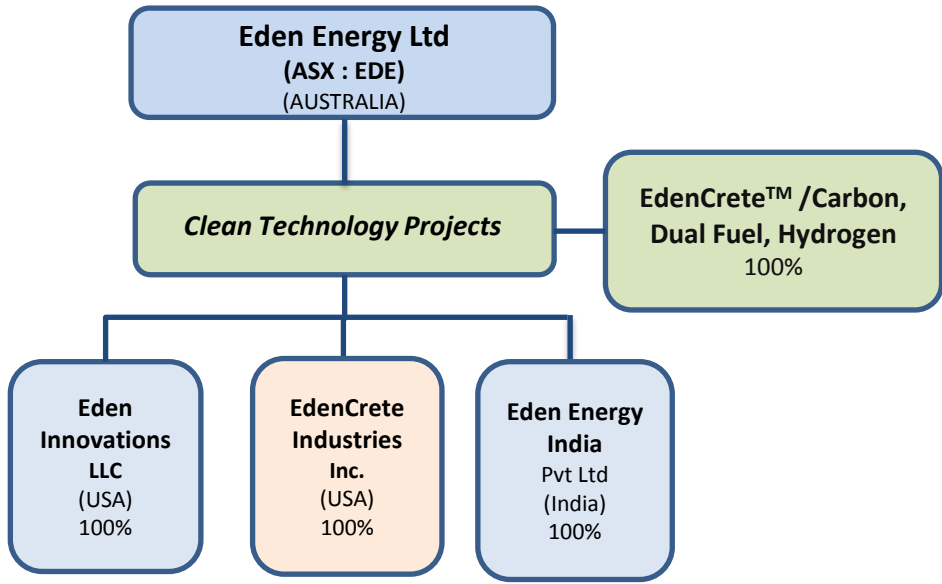 Eden Energy Ltd
(ASX : EDE)
(AUSTRALIA)
Clean Technology Projects
EdenCrete™ /Carbon,
Dual Fuel, Hydrogen
100%
Eden
Innovations
LLC
(USA)
100%
EdenCrete
Industries
Inc.
(USA)
100%
Eden Energy
India
Pvt Ltd
(India)
100%